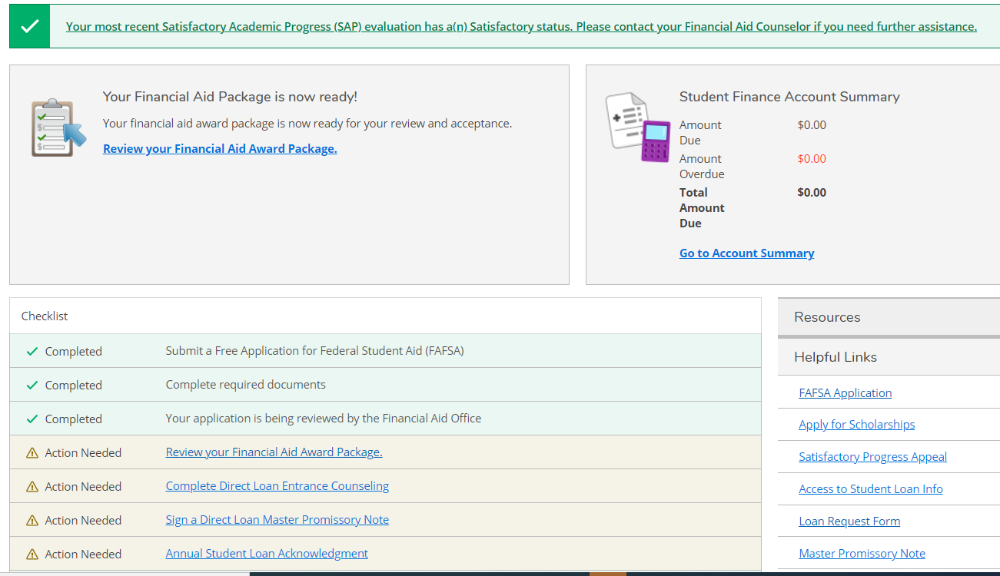 Your most recent Satisfactory Academic Progress (SAP) evaluation has a(n) Satisfactory status. Please contact your Financial Aid Counselor if you need further assistance.
Your Financial Aid Package is now ready!
Your financial aid award package is now ready for your review and acceptance.
Review your Financial Aid Award Package.
Student Finance Account Summary
Amount Due $0.00
Amount Overdue $0.00
Total Amount Due $0.00
Go to Account Summary
Checklist
Completed Submit a Free Application for Federal Student Aid (FAFSA)
Completed Complete required documents
Completed Your application is being reviewed by the Financial Aid Office
Action Needed Review your Financial Aid Award Package.
Action Needed Complete Direct Loan Entrance Counseling
Action Needed Sign a Direct Loan Master Promissory Note
Action Needed Annual Student Loan Acknowledgment
Resources
Helpful Links
FAFSA Application
Apply for Scholarships
Satisfactory Progress Appeal
Access to Student Loan Info
Loan Request Form
Master Promissory Note